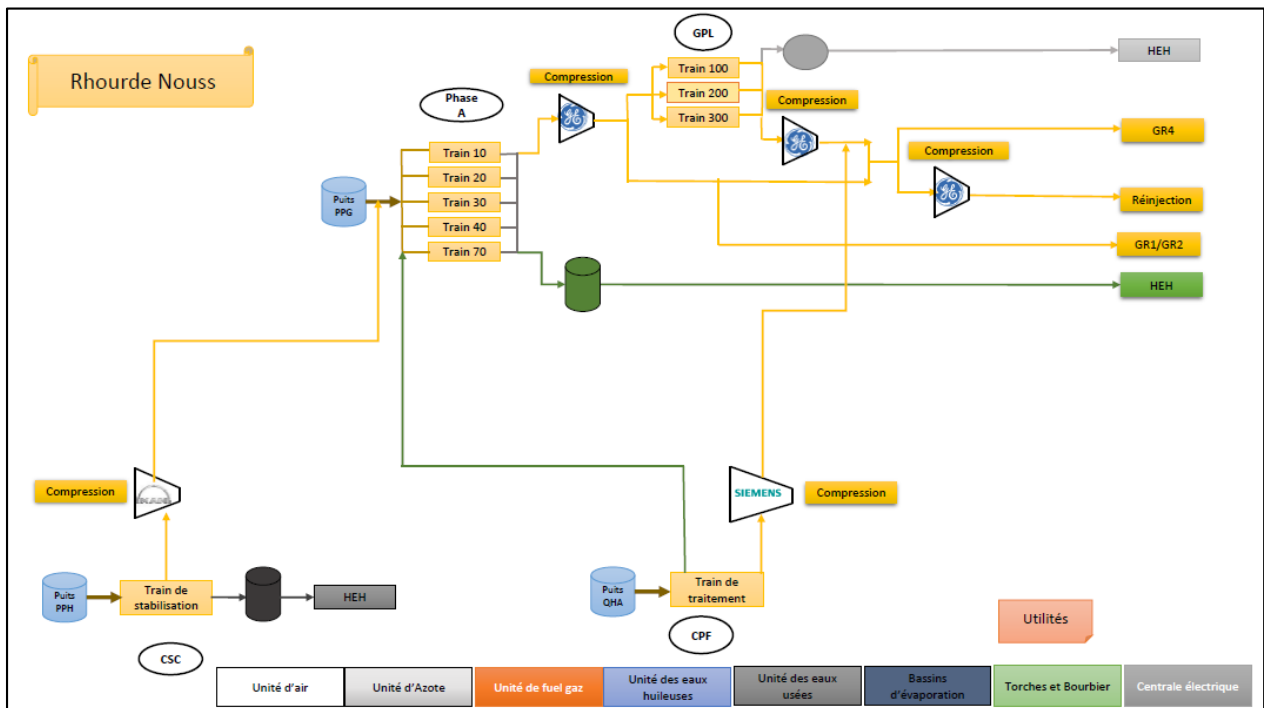 Rhourde Nouss
GPL
Compression
Train 100
Train 200
Train 300
HEH
Phase
A
Compression
Train 10
Train 20
Train 30
Train 40
Train 70
Puits
PPG
Compression
GR4
Réinjection
GR1/GR2
HEH
Compression
MAN
SIEMENS
Compression
Puits
PPH
Train de
stabilisation
HEH
CSC
Puits
QHA
Train de
traitement
CPF
Utilités
Unité d'air
Unité d'Azote
Unité de fuel gaz
Unité des eaux
huileuses
Unité des eaux
usées
Bassins
d'évaporation
Torches et Bourbier
Centrale électrique